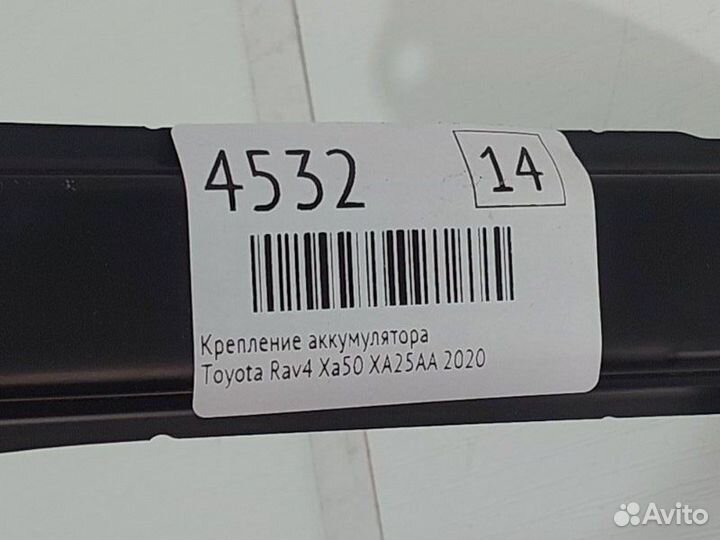 4532
14
Крепление аккумулятора
Toyota Rav4 Xa50 XA25AA 2020
Avito